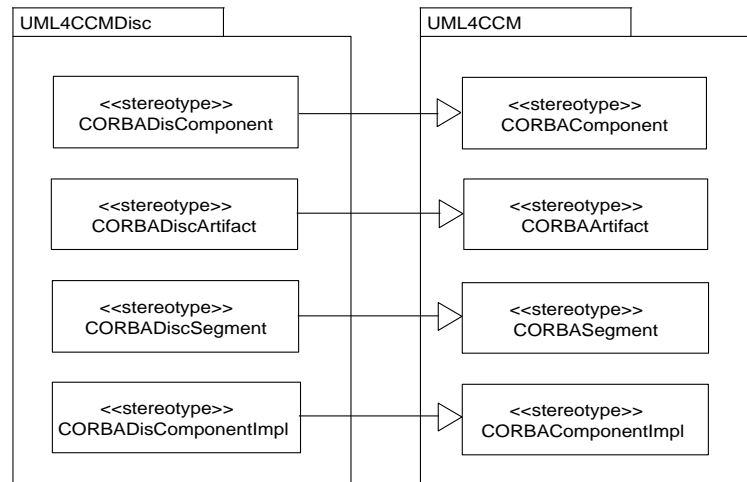 UML4CCMDisc
UML4CCM
<<stereotype>>
CORBADisComponent
<<stereotype>>
CORBAComponent
<<stereotype>>
CORBADiscArtifact
<<stereotype>>
CORBAArtifact
<<stereotype>>
CORBADiscSegment
<<stereotype>>
CORBASegment
<<stereotype>>
CORBADisComponentImpl
<<stereotype>>
CORBAComponentImpl